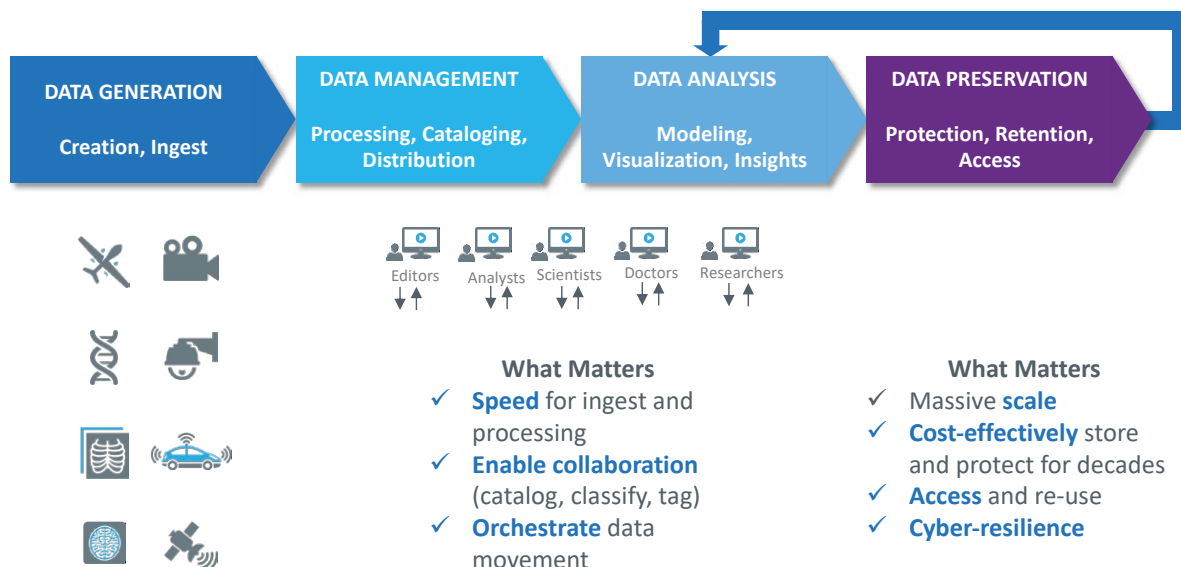 DATA GENERATION
Creation, Ingest
DATA MANAGEMENT
Processing, Cataloging,
Distribution
DATA ANALYSIS
Modeling,
Visualization, Insights
DATA PRESERVATION
Protection, Retention,
Access
Editors
Analysts
Scientists
Doctors
Researchers
What Matters
✓ Speed for ingest and
processing
✓ Enable collaboration
(catalog, classify, tag)
✓ Orchestrate data
movement
What Matters
✓ Massive scale
✓ Cost-effectively store
and protect for decades
✓ Access and re-use
✓ Cyber-resilience